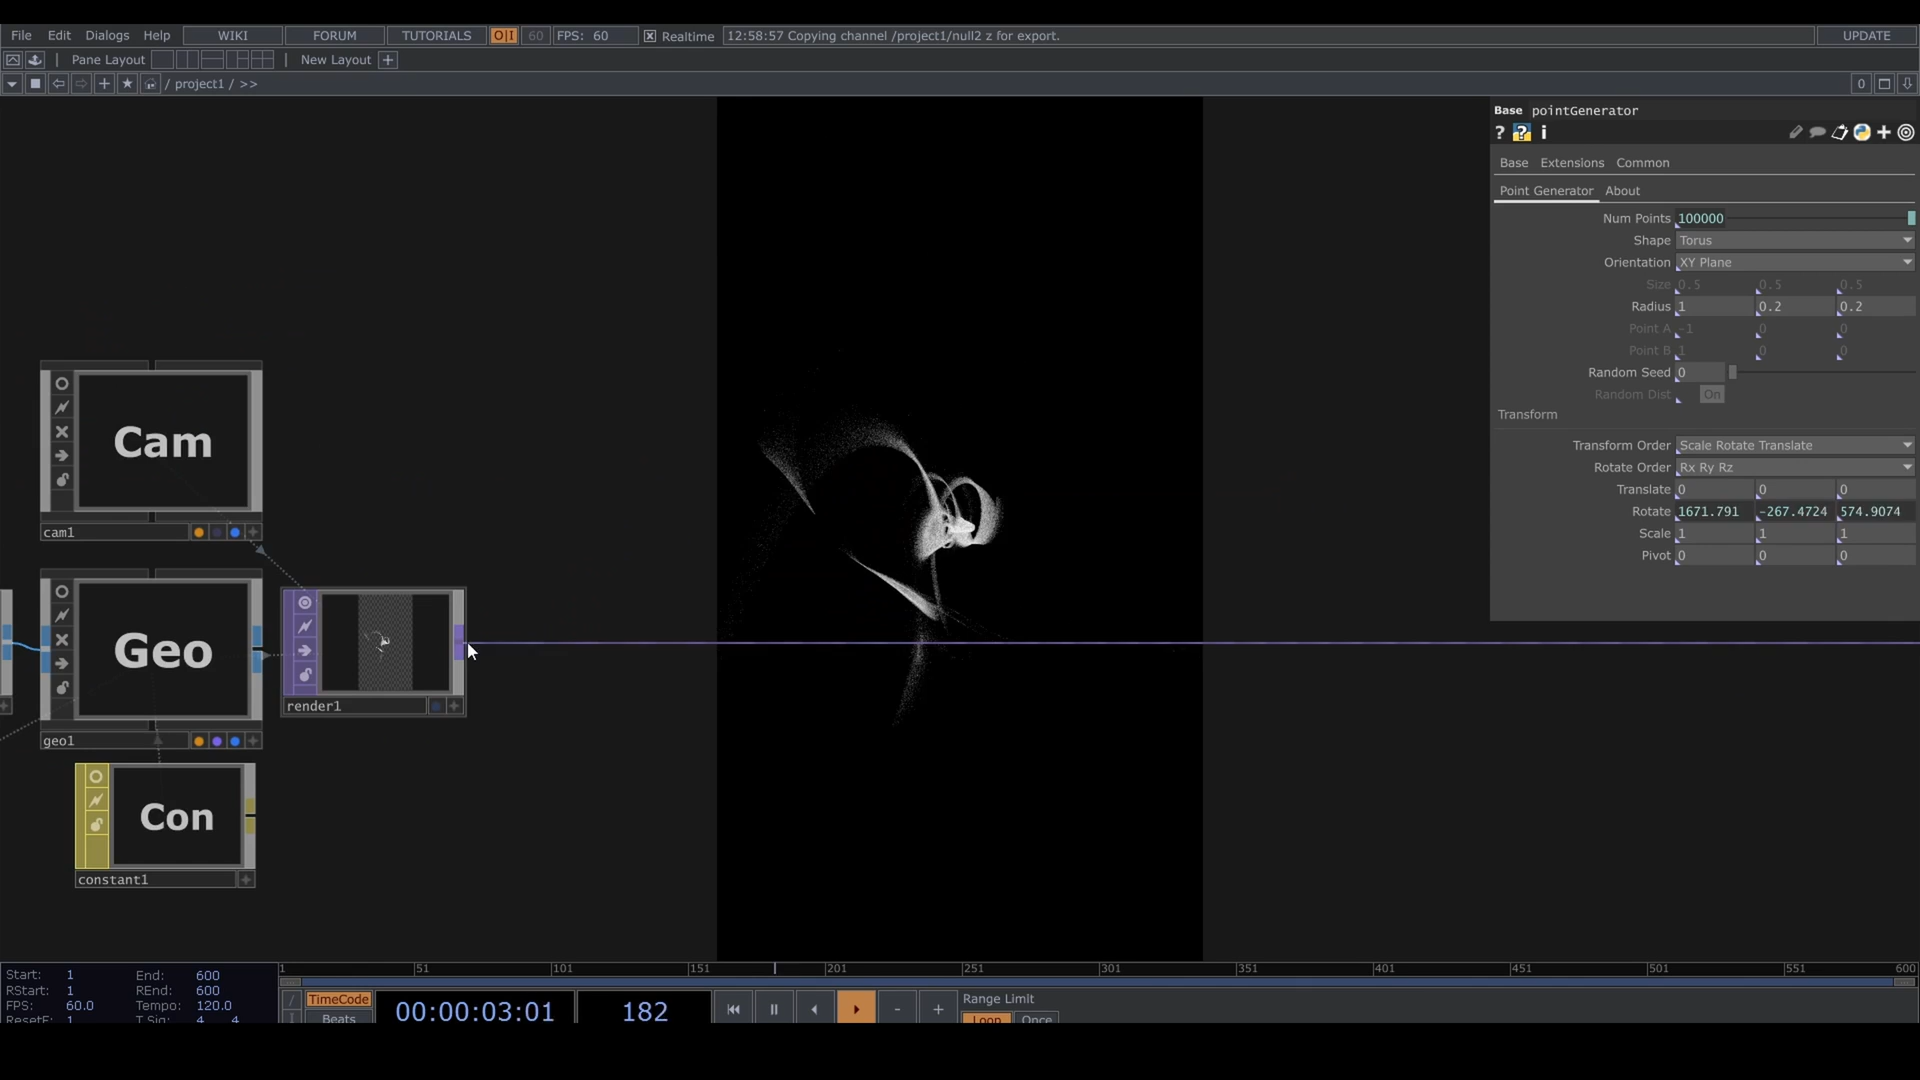 File Edit Dialogs Help WIKI FORUM TUTORIALS O|I 60 FPS: 60 Realtime 12:58:57 Copying channel /project1/null2 z for export. UPDATE
Pane Layout New Layout +
/ project1 / >> 0
Base pointGenerator
? ? i
Base Extensions Common
Point Generator About
Num Points 100000
Shape Torus
Orientation XY Plane
Size 0.5 0.5 0.5
Radius 1 0.2 0.2
Point A -1 0 0
Point B 1 0 0
Random Seed 0
Random Dist On
Transform
Transform Order Scale Rotate Translate
Rotate Order Rx Ry Rz
Translate 0 0 0
Rotate 1671.791 -267.4724 574.9074
Scale 1 1 1
Pivot 0 0 0
Cam
cam1
Geo
geo1
render1
Con
constant1
1 51 101 151 201 251 301 351 401 451 501 551 600
Start: 1 End: 600
RStart: 1 REnd: 600
FPS: 60.0 Tempo: 120.0
ResetF: 1 T Sig: 4 4
TimeCode
Beats
00:00:03:01
182
- +
Range Limit
Loop Once